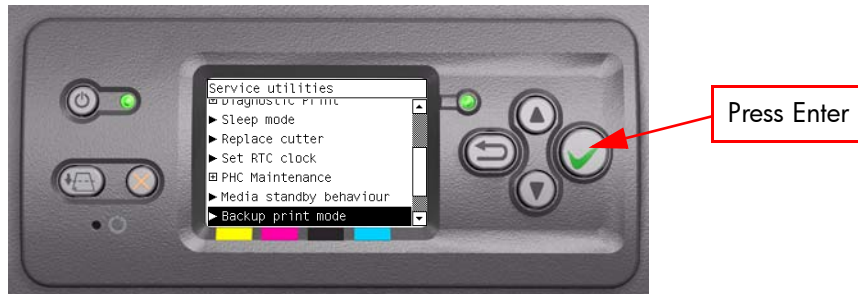 Service utilities
Diagnostic Print
Sleep mode
Replace cutter
Set RTC clock
PHC Maintenance
Media standby behaviour
Backup print mode
Press Enter